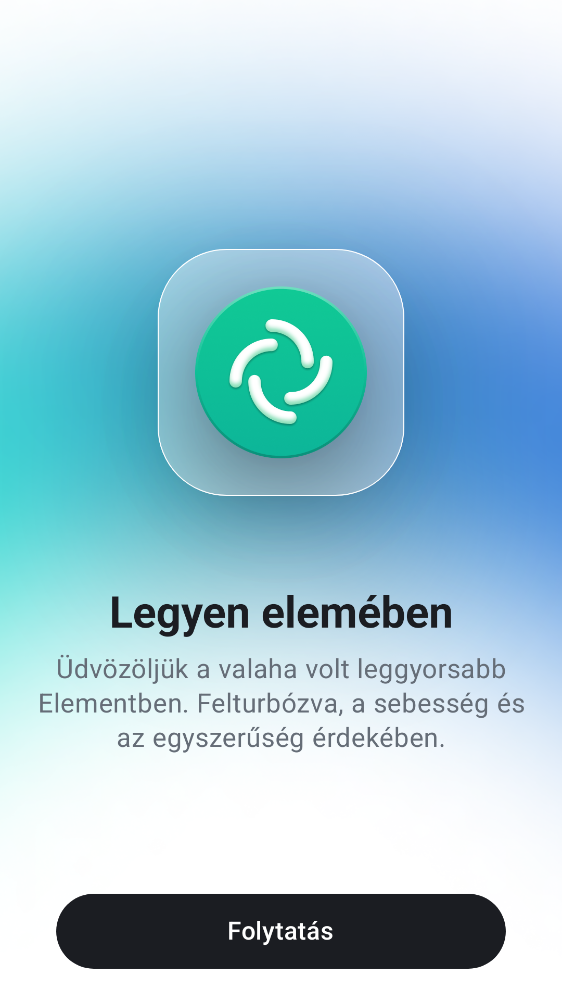 Legyen elemében
Üdvözöljük a valaha volt leggyorsabb
Elementben. Felturbózva, a sebesség és
az egyszerűség érdekében.
Folytatás